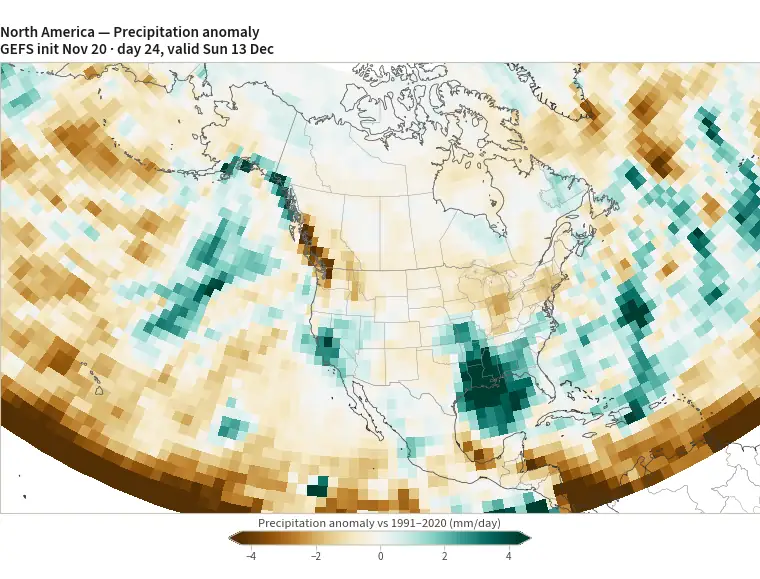 North America — Precipitation anomaly
GEFS init Nov 20 · day 24, valid Sun 13 Dec
Precipitation anomaly vs 1991–2020 (mm/day)
−4 −2 0 2 4